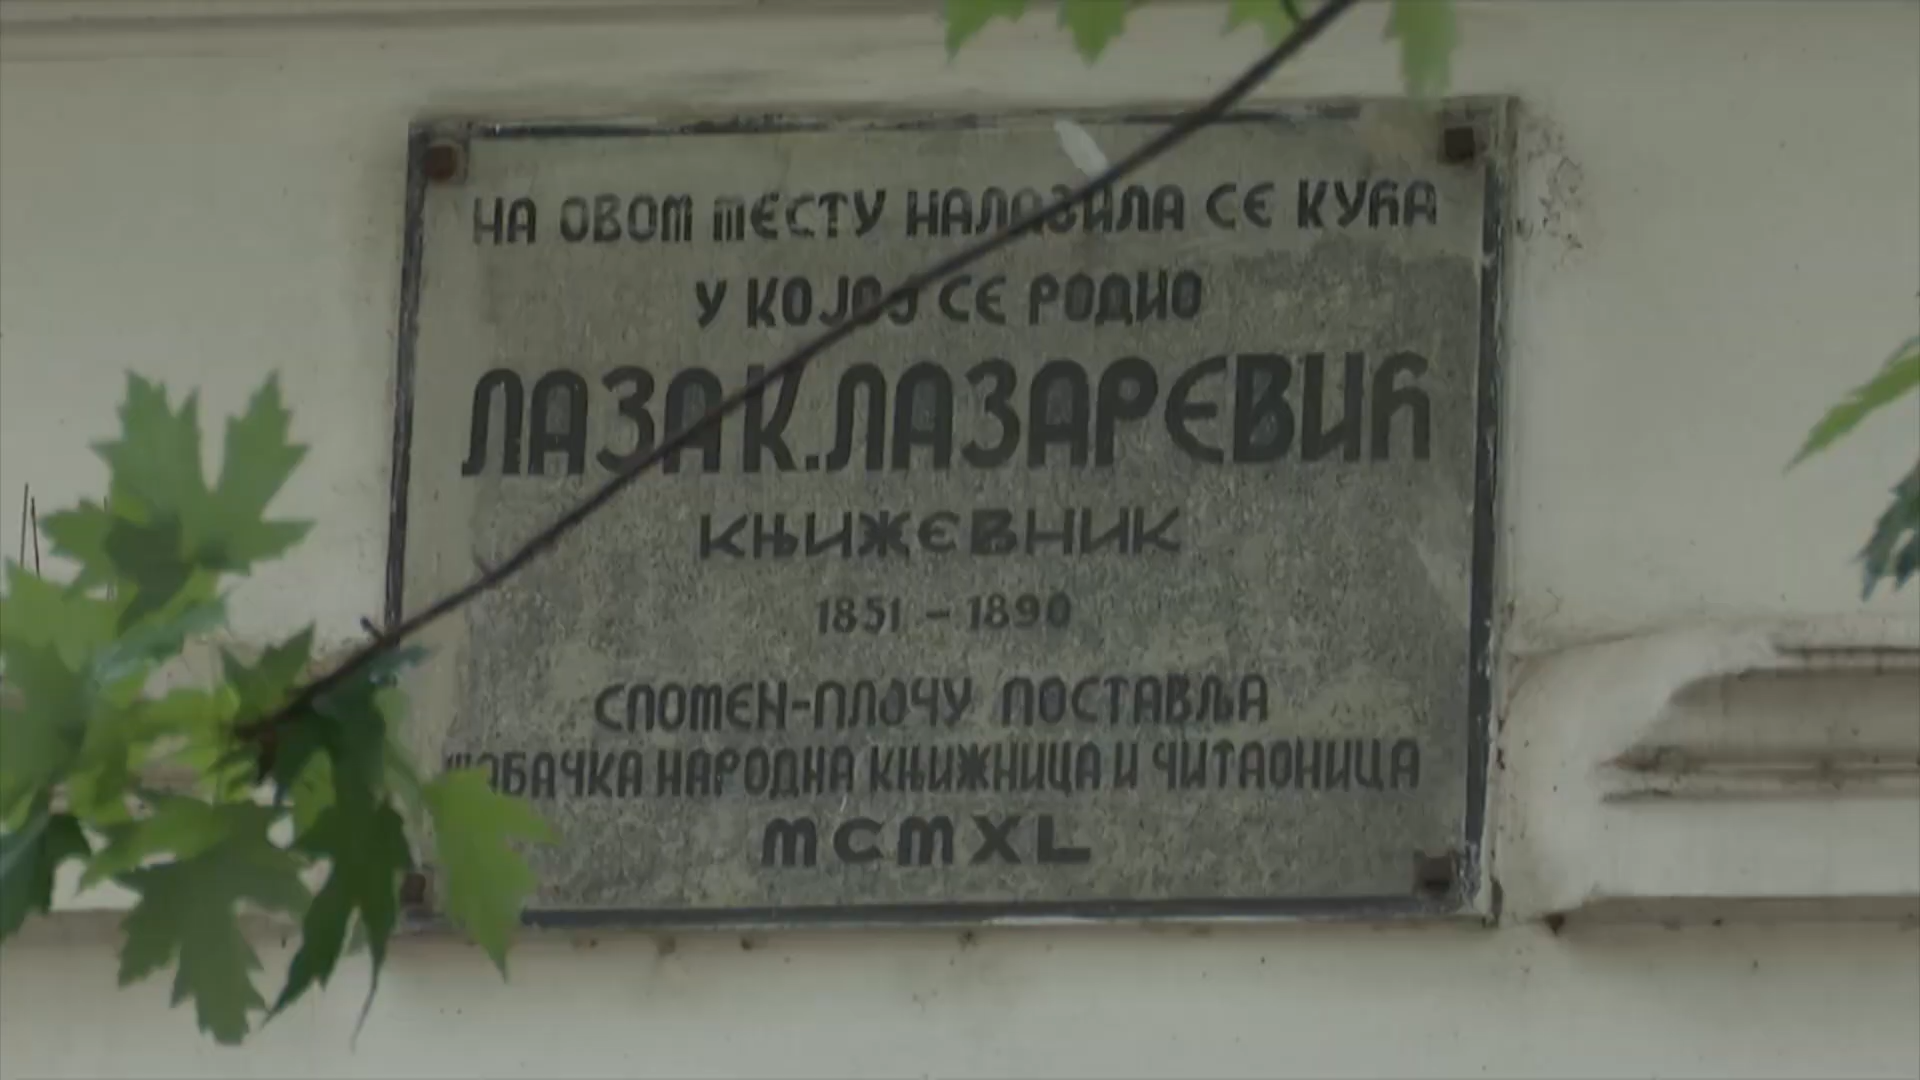 НА ОВОМ МЕСТУ НАЛАЗИЛА СЕ КУЋА
У КОЈОЈ СЕ РОДИО
ЛАЗА К. ЛАЗАРЕВИЋ
КЊИЖЕВНИК
1851 – 1890
СПОМЕН-ПЛОЧУ ПОСТАВЉА
ШАБАЧКА НАРОДНА КЊИЖНИЦА И ЧИТАОНИЦА
MCMXL